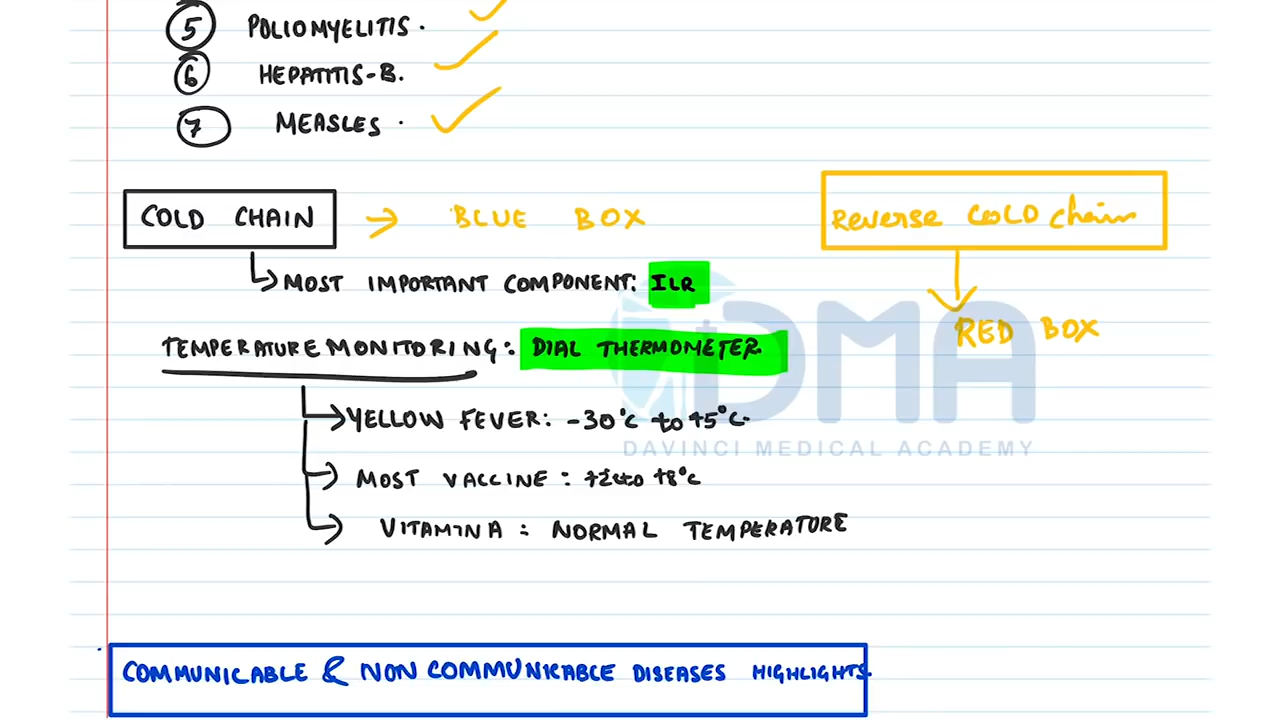 5 POLIOMYELITIS.
6 HEPATITIS-B.
7 MEASLES.
COLD CHAIN → BLUE BOX
Reverse COLD chain
MOST IMPORTANT COMPONENT: ILR
RED BOX
TEMPERATURE MONITORING: DIAL THERMOMETER
YELLOW FEVER: -30°C to +5°C.
MOST VACCINE: +2 to +8°C
VITAMIN A: NORMAL TEMPERATURE
DMA
DAVINCI MEDICAL ACADEMY
COMMUNICABLE & NON COMMUNICABLE DISEASES HIGHLIGHTS.